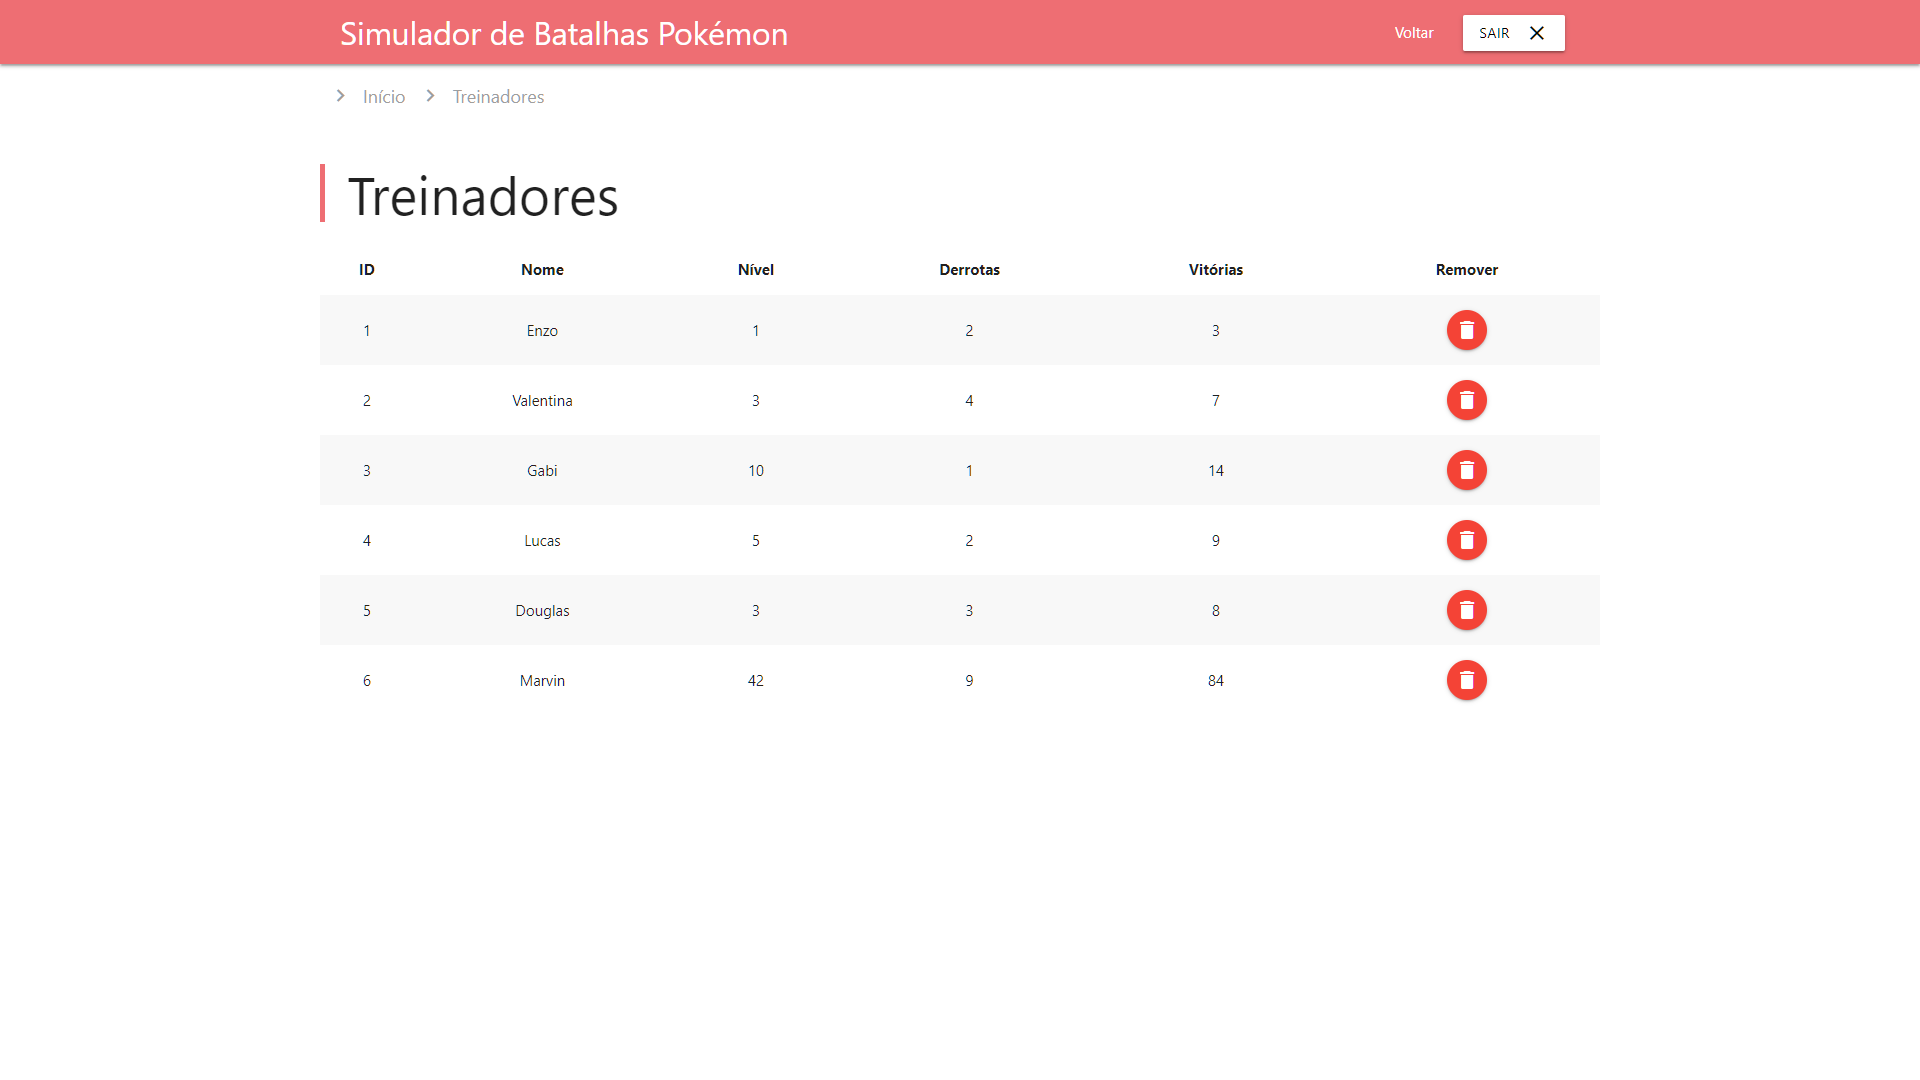 Simulador de Batalhas Pokémon Voltar SAIR
Início Treinadores
Treinadores
ID Nome Nível Derrotas Vitórias Remover
1 Enzo 1 2 3
2 Valentina 3 4 7
3 Gabi 10 1 14
4 Lucas 5 2 9
5 Douglas 3 3 8
6 Marvin 42 9 84